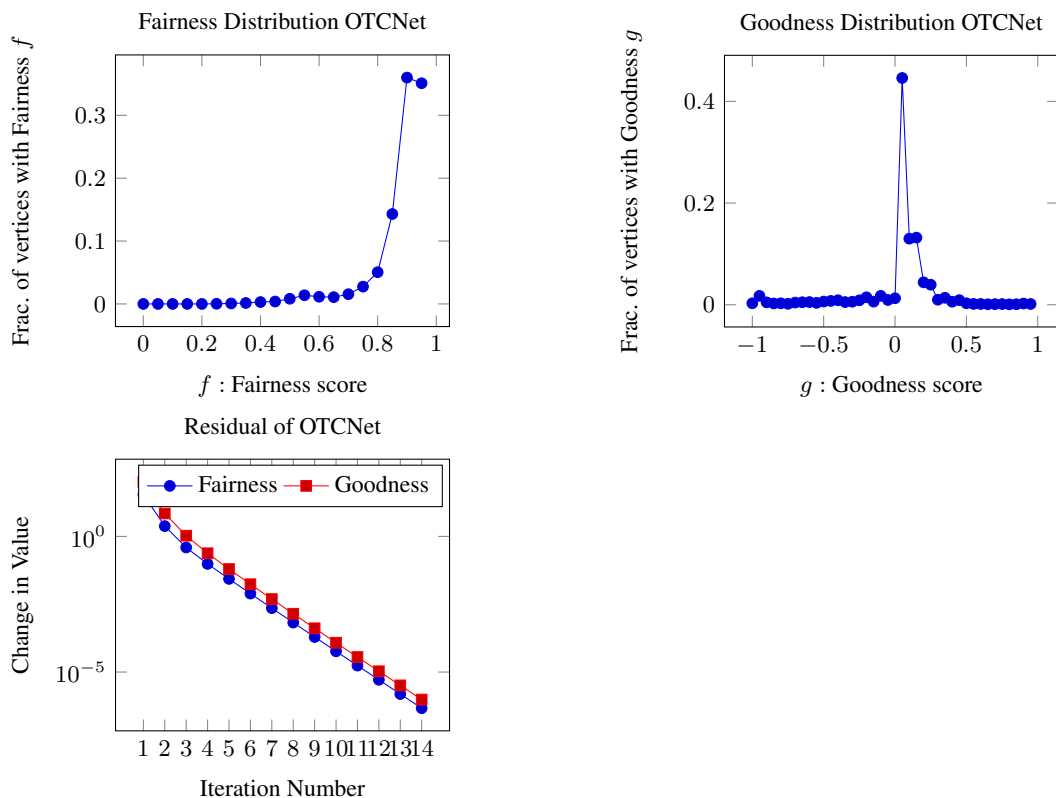 Fairness Distribution OTCNet
Frac. of vertices with Fairness f
0.3
0.2
0.1
0
0 0.2 0.4 0.6 0.8 1
f : Fairness score
Goodness Distribution OTCNet
Frac. of vertices with Goodness g
0.4
0.2
0
−1 −0.5 0 0.5 1
g : Goodness score
Residual of OTCNet
Fairness Goodness
Change in Value
10^0
10^−5
1 2 3 4 5 6 7 8 9 10 11 12 13 14
Iteration Number